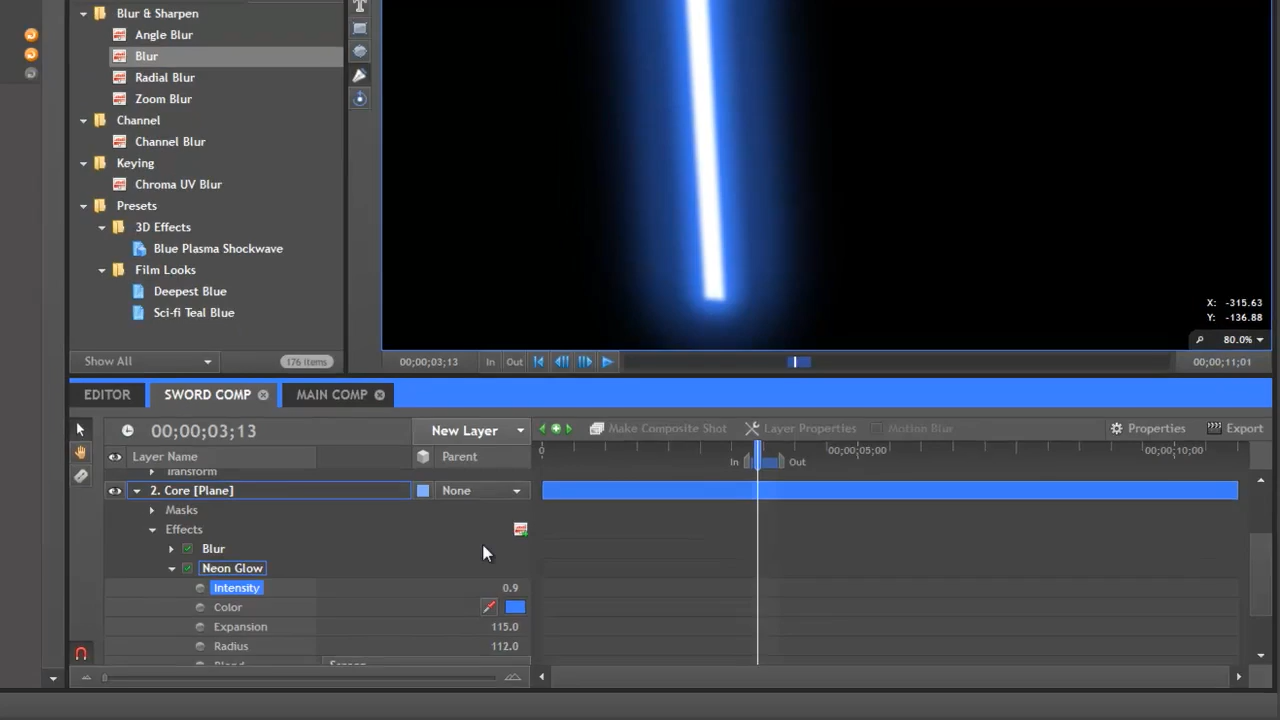 Blur & Sharpen
Angle Blur
Blur
Radial Blur
Zoom Blur
Channel
Channel Blur
Keying
Chroma UV Blur
Presets
3D Effects
Blue Plasma Shockwave
Film Looks
Deepest Blue
Sci-fi Teal Blue
Show All 176 items
T
X: -315.63
Y: -136.88
80.0%
00;00;03;13 In Out 00;00;11;01
EDITOR SWORD COMP MAIN COMP
00;00;03;13 New Layer Make Composite Shot Layer Properties Motion Blur Properties Export
Layer Name Parent 0 00;00;05;00 00;00;10;00
In Out
Transform
2. Core [Plane] None
Masks
Effects
Blur
Neon Glow
Intensity 0.9
Color
Expansion 115.0
Radius 112.0
Blend Screen